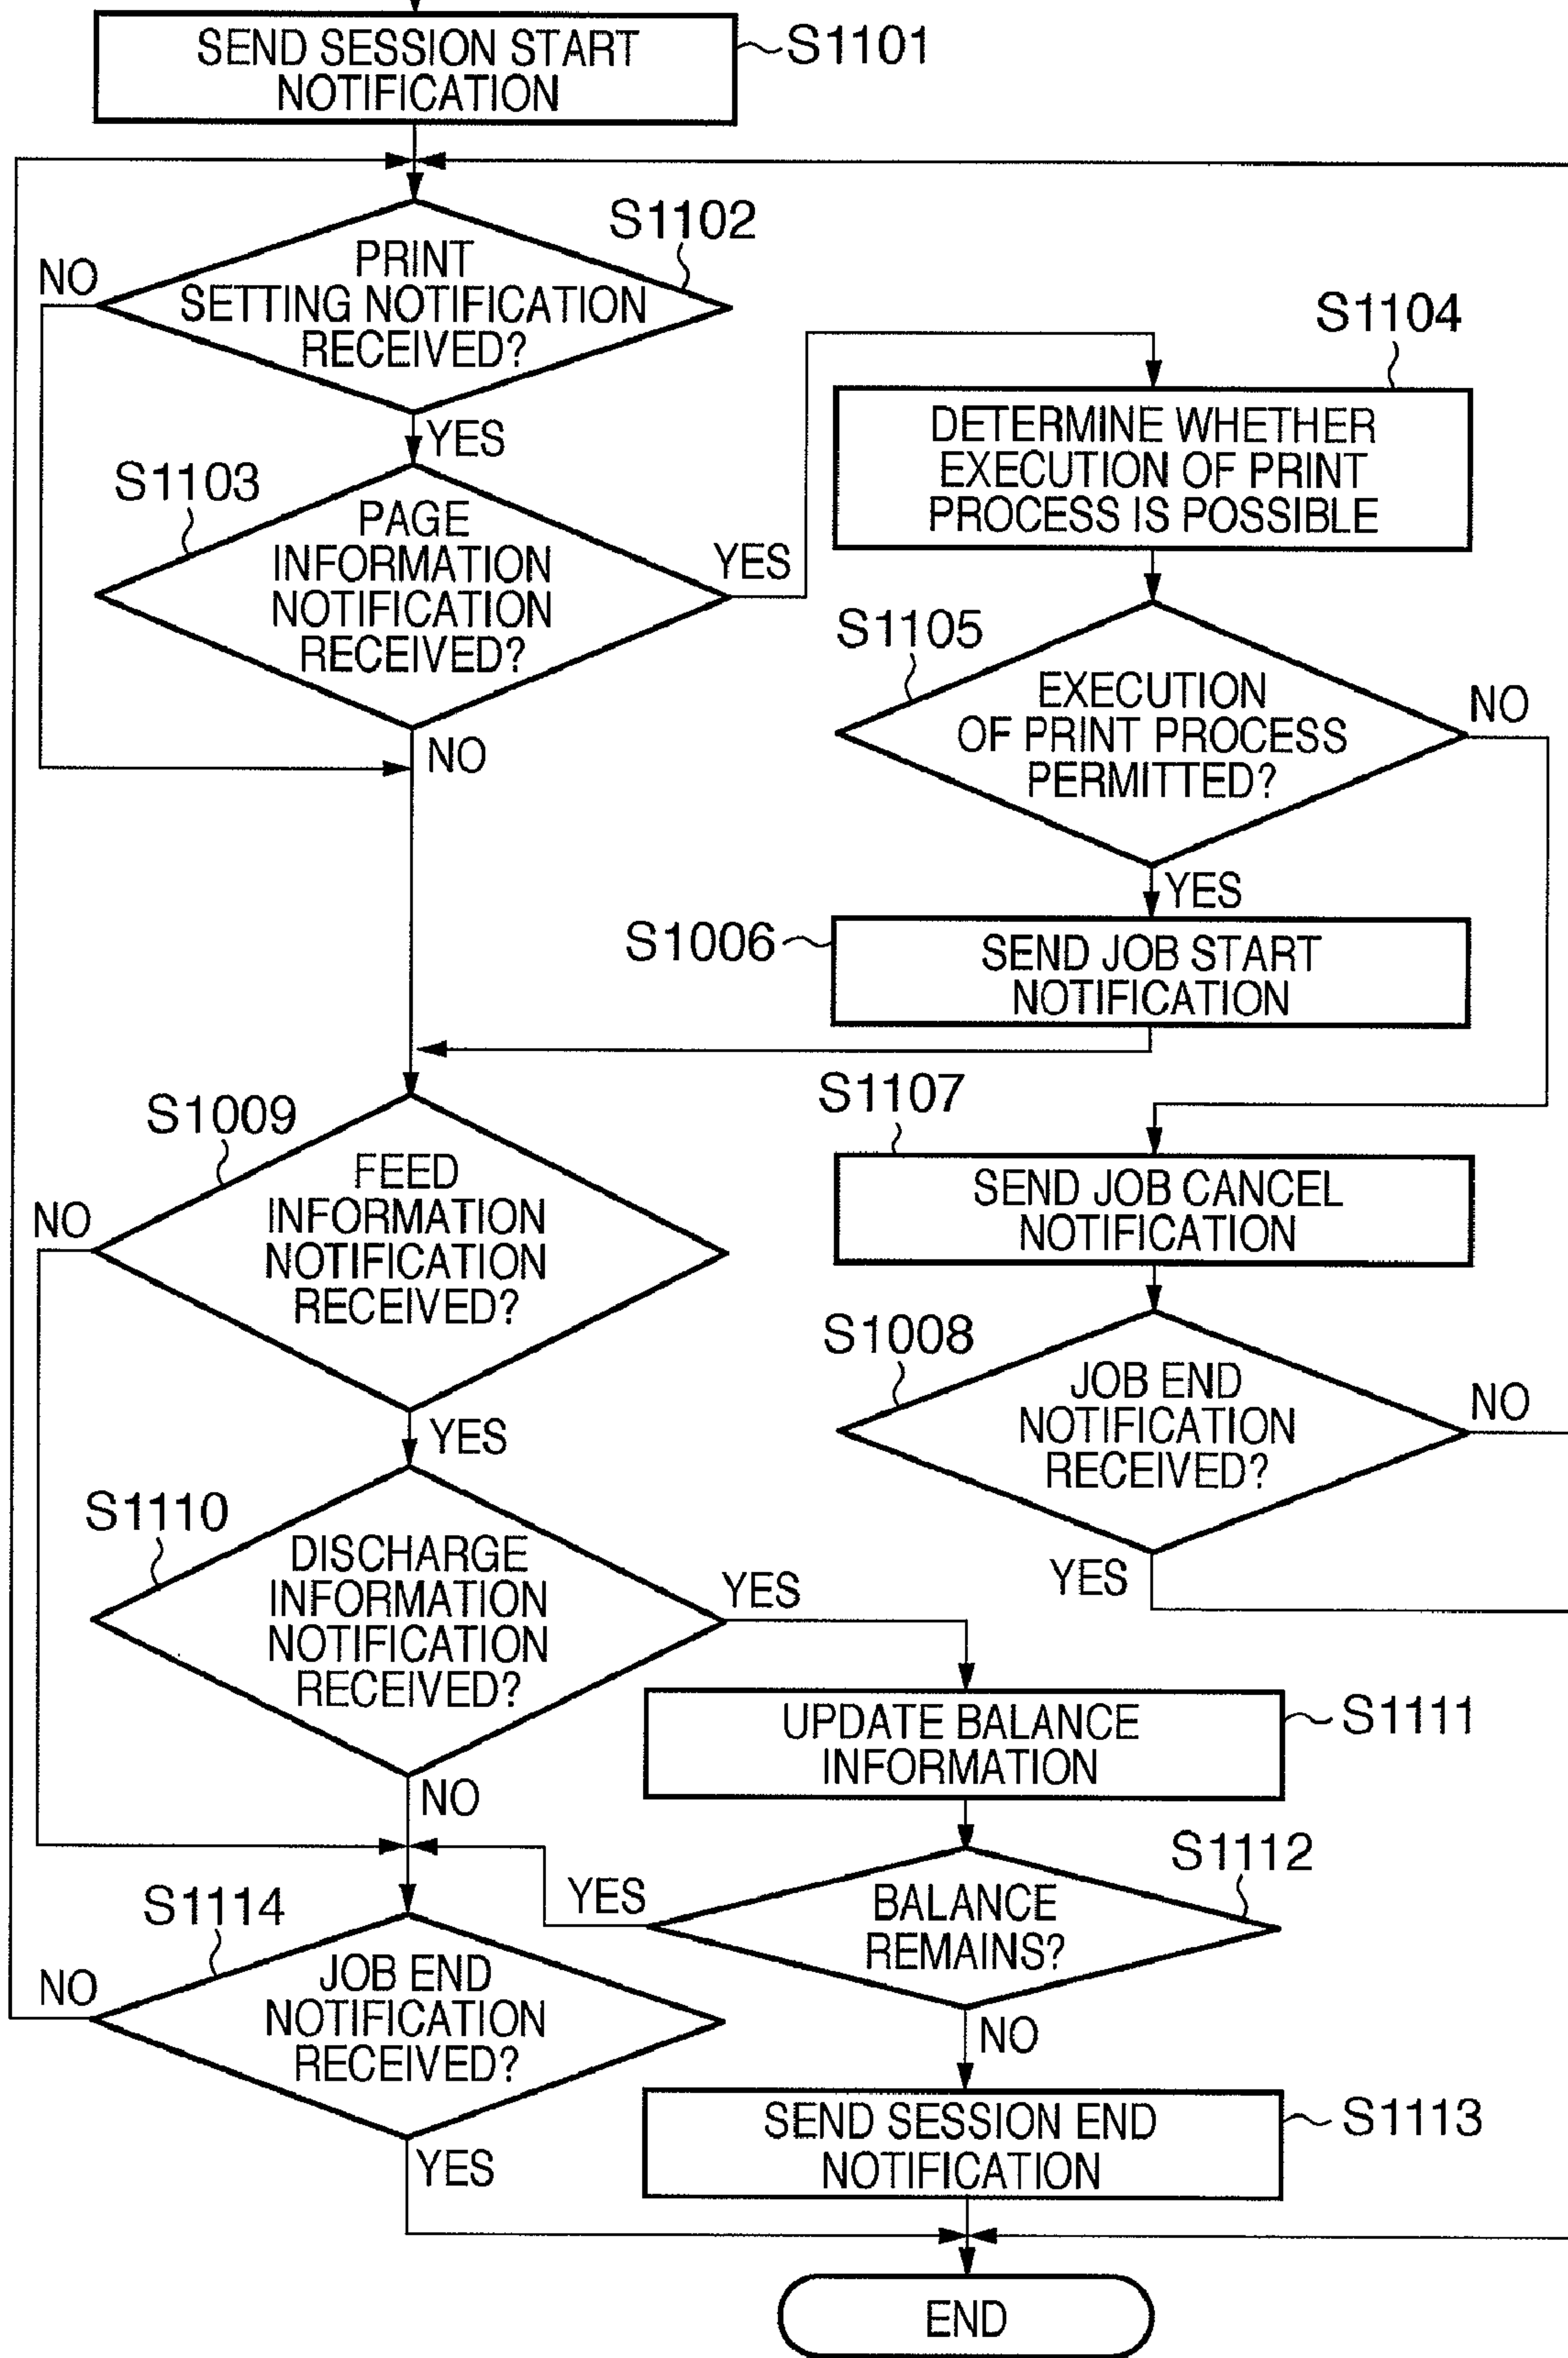 SEND SESSION START
NOTIFICATION
S1101
S1102
PRINT
SETTING NOTIFICATION
RECEIVED?
NO
YES
S1103
PAGE
INFORMATION
NOTIFICATION
RECEIVED?
YES
NO
S1104
DETERMINE WHETHER
EXECUTION OF PRINT
PROCESS IS POSSIBLE
S1105
EXECUTION
OF PRINT PROCESS
PERMITTED?
NO
YES
S1006
SEND JOB START
NOTIFICATION
S1107
SEND JOB CANCEL
NOTIFICATION
S1008
JOB END
NOTIFICATION
RECEIVED?
NO
YES
S1009
FEED
INFORMATION
NOTIFICATION
RECEIVED?
NO
YES
S1110
DISCHARGE
INFORMATION
NOTIFICATION
RECEIVED?
YES
NO
UPDATE BALANCE
INFORMATION
S1111
S1112
BALANCE
REMAINS?
YES
NO
S1114
JOB END
NOTIFICATION
RECEIVED?
NO
YES
SEND SESSION END
NOTIFICATION
S1113
END